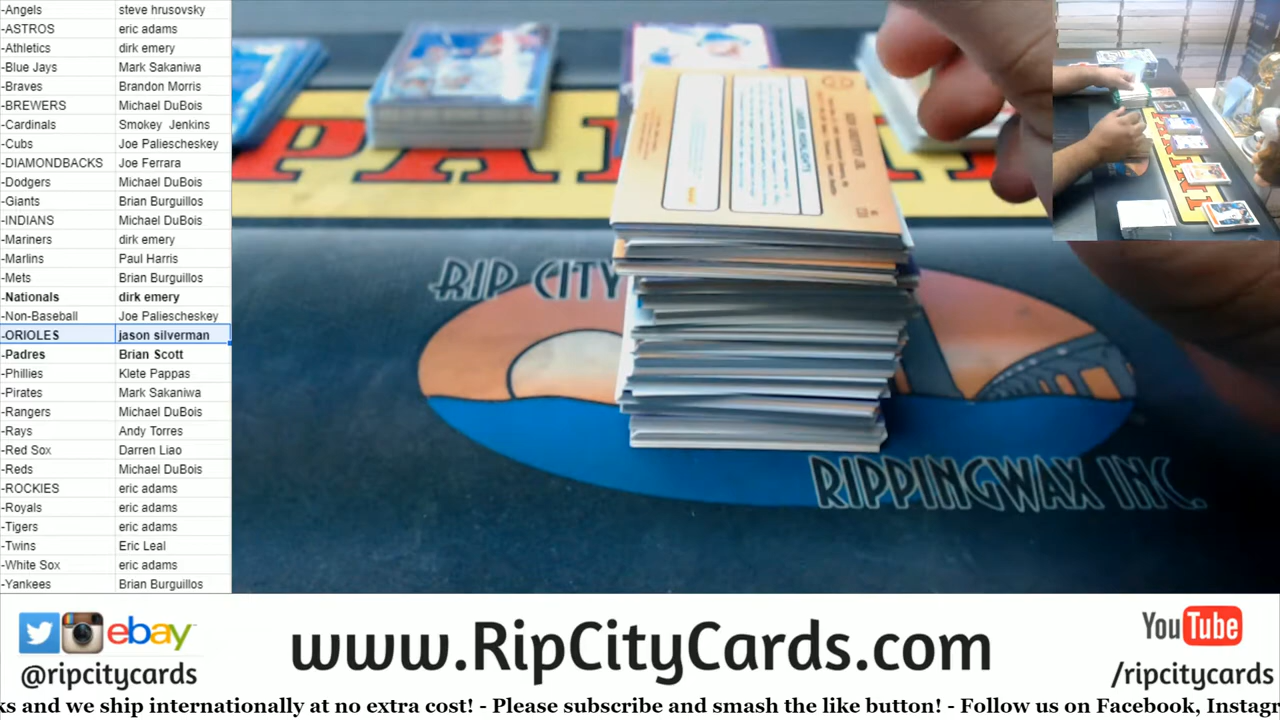 -Angels steve hrusovsky
-ASTROS eric adams
-Athletics dirk emery
-Blue Jays Mark Sakaniwa
-Braves Brandon Morris
-BREWERS Michael DuBois
-Cardinals Smokey Jenkins
-Cubs Joe Paliescheskey
-DIAMONDBACKS Joe Ferrara
-Dodgers Michael DuBois
-Giants Brian Burguillos
-INDIANS Michael DuBois
-Mariners dirk emery
-Marlins Paul Harris
-Mets Brian Burguillos
-Nationals dirk emery
-Non-Baseball Joe Paliescheskey
-ORIOLES jason silverman
-Padres Brian Scott
-Phillies Klete Pappas
-Pirates Mark Sakaniwa
-Rangers Michael DuBois
-Rays Andy Torres
-Red Sox Darren Liao
-Reds Michael DuBois
-ROCKIES eric adams
-Royals eric adams
-Tigers eric adams
-Twins Eric Leal
-White Sox eric adams
-Yankees Brian Burguillos
RIP CITY
RIPPINGWAX INC.
ebay
@ripcitycards
www.RipCityCards.com
YouTube
/ripcitycards
and we ship internationally at no extra cost! - Please subscribe and smash the like button! - Follow us on Facebook,